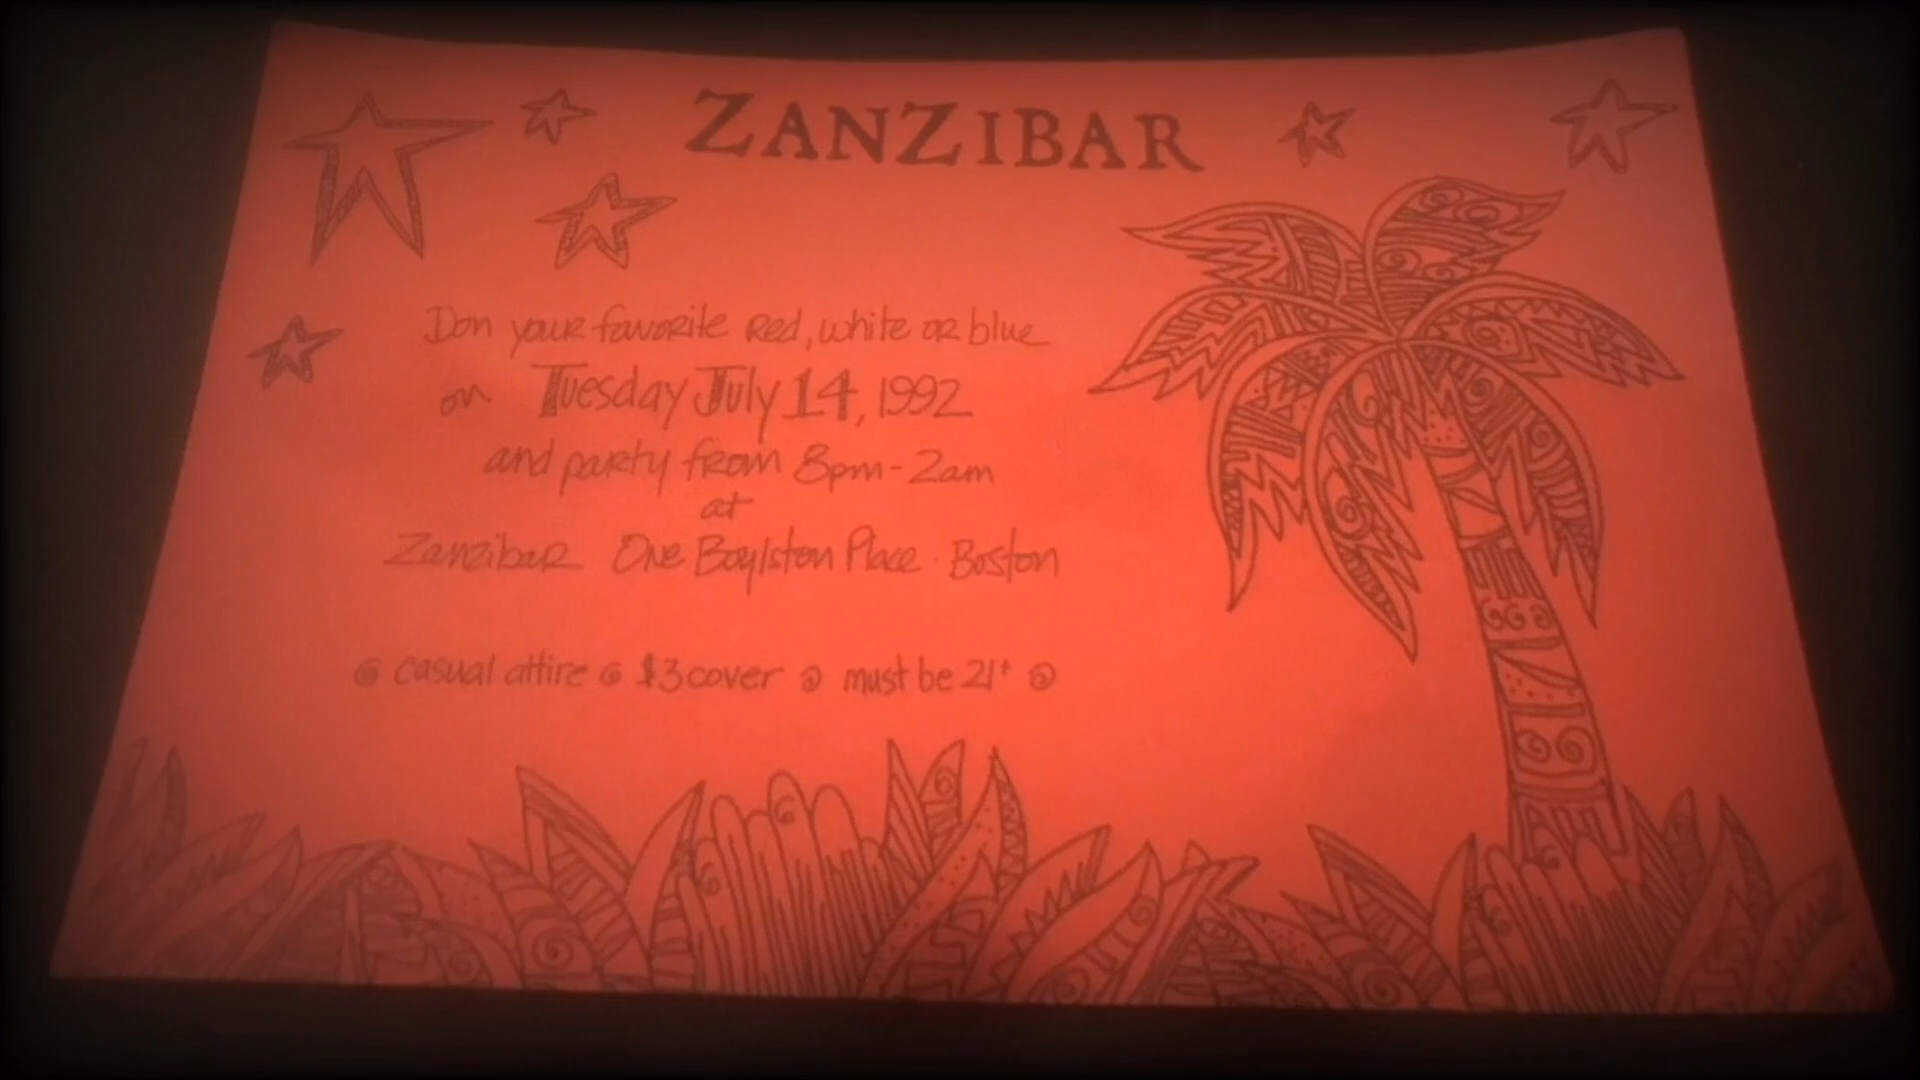 ZANZIBAR
Don your favorite red, white or blue
on Tuesday July 14, 1992
and party from 8pm-2am
at
Zanzibar One Boylston Place · Boston
casual attire $3 cover must be 21+